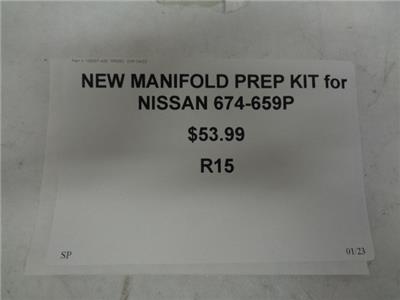 NEW MANIFOLD PREP KIT for
NISSAN 674-659P
$53.99
R15
SP 01/23